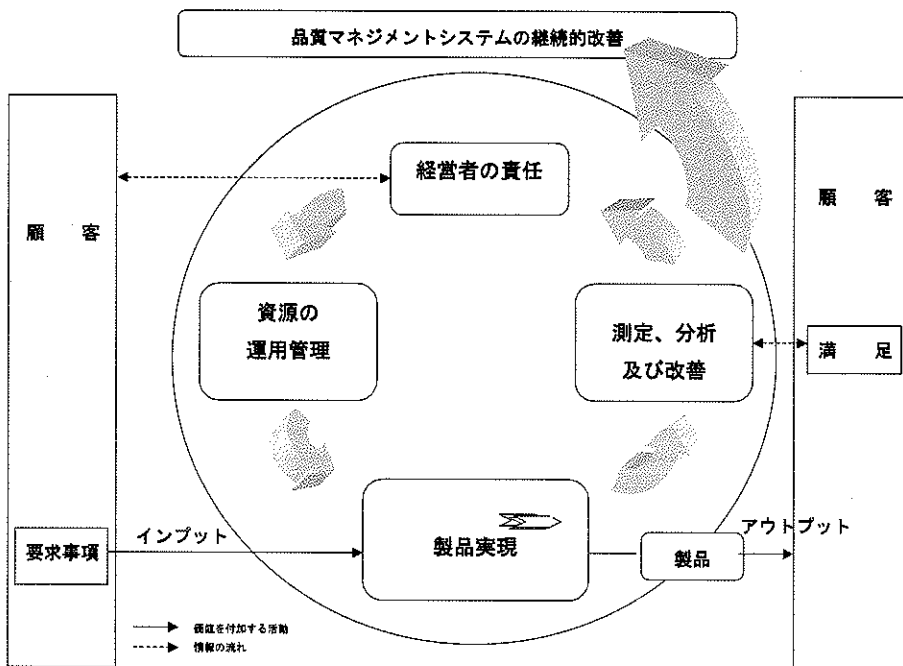 品質マネジメントシステムの継続的改善
経営者の責任
顧 客
顧 客
資源の
運用管理
測定、分析
及び改善
満 足
インプット
アウトプット
要求事項
製品実現
製品
価値を付加する活動
情報の流れ